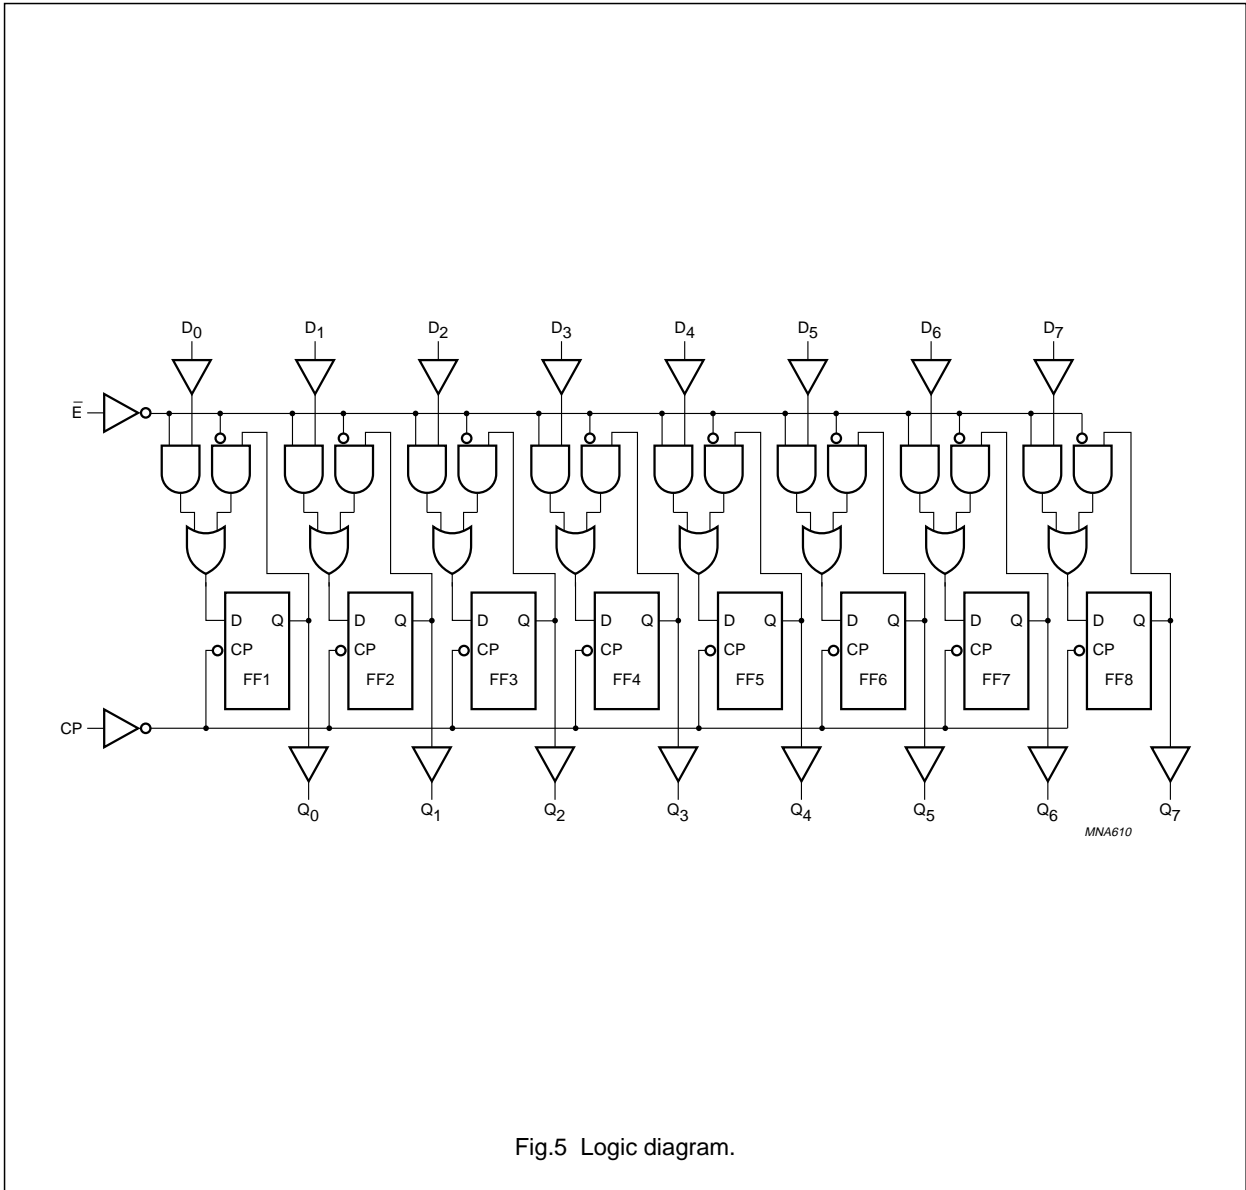 D0 D1 D2 D3 D4 D5 D6 D7
E̅
D Q D Q D Q D Q D Q D Q D Q D Q
CP CP CP CP CP CP CP CP
FF1 FF2 FF3 FF4 FF5 FF6 FF7 FF8
CP
Q0 Q1 Q2 Q3 Q4 Q5 Q6 Q7
MNA610
Fig.5 Logic diagram.